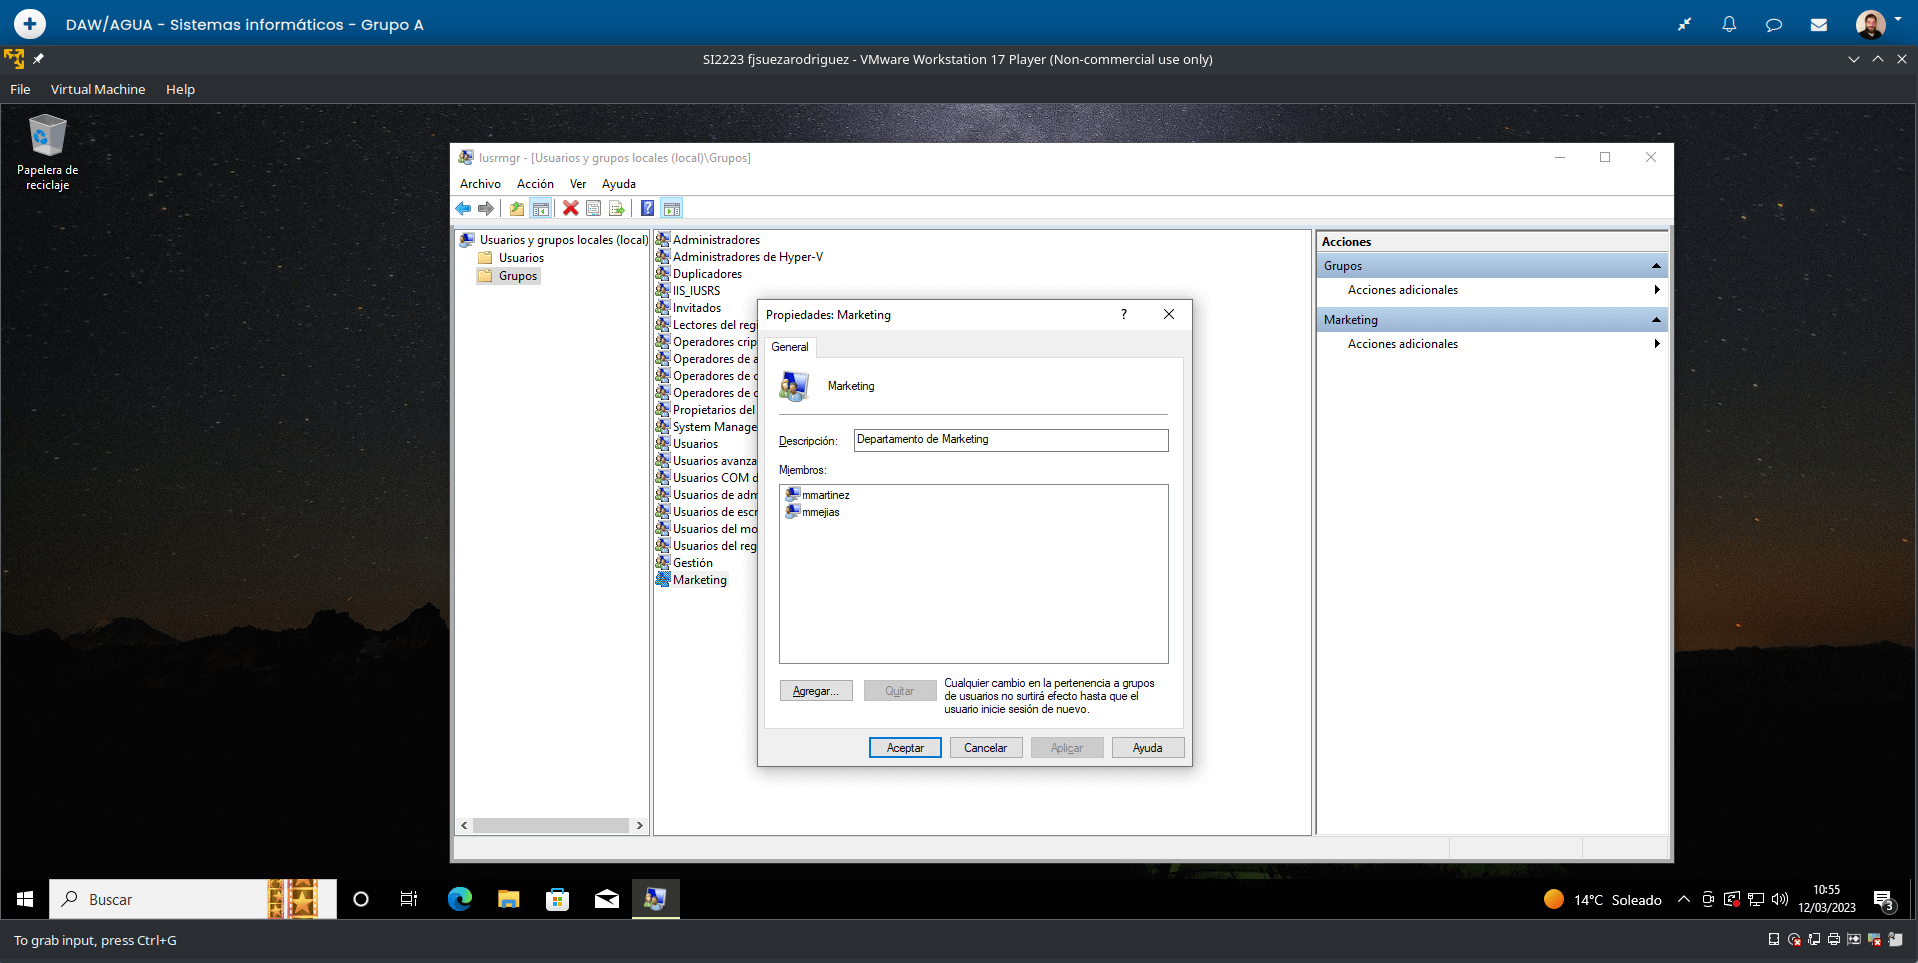 DAW/AGUA - Sistemas informáticos - Grupo A
SI2223 fjsuezarodriguez - VMware Workstation 17 Player (Non-commercial use only)
File Virtual Machine Help
Papelera de
reciclaje
lusrmgr - [Usuarios y grupos locales (local)\Grupos]
Archivo Acción Ver Ayuda
Usuarios y grupos locales (local)
Usuarios
Grupos
Administradores
Administradores de Hyper-V
Duplicadores
IIS_IUSRS
Invitados
Lectores del regi
Operadores crip
Operadores de a
Operadores de c
Operadores de c
Propietarios del
System Manage
Usuarios
Usuarios avanza
Usuarios COM d
Usuarios de adm
Usuarios de escr
Usuarios del mo
Usuarios del reg
Gestión
Marketing
Propiedades: Marketing
?
General
Marketing
Descripción: Departamento de Marketing
Miembros:
mmartinez
mmejias
Agregar... Quitar
Cualquier cambio en la pertenencia a grupos
de usuarios no surtirá efecto hasta que el
usuario inicie sesión de nuevo.
Aceptar Cancelar Aplicar Ayuda
Acciones
Grupos
Acciones adicionales
Marketing
Acciones adicionales
Buscar
14°C Soleado
10:55
12/03/2023
3
To grab input, press Ctrl+G